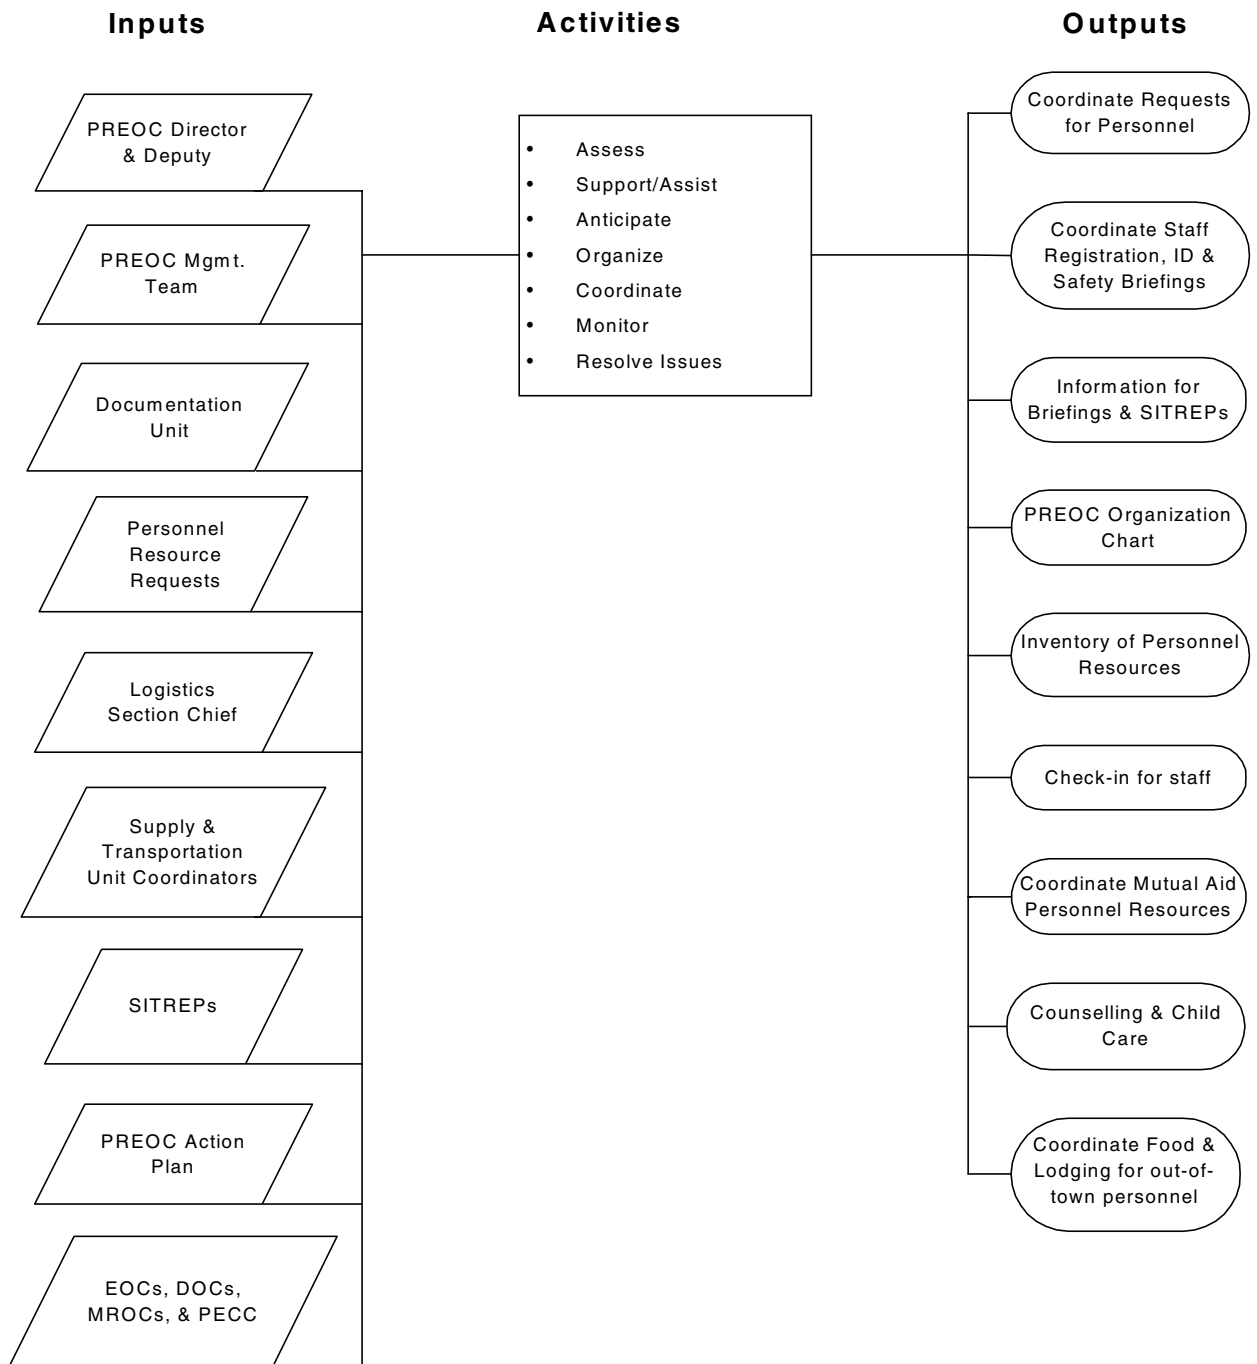 Inputs
Activities
Outputs
PREOC Director
& Deputy
PREOC Mgmt.
Team
Documentation
Unit
Personnel
Resource
Requests
Logistics
Section Chief
Supply &
Transportation
Unit Coordinators
SITREPs
PREOC Action
Plan
EOCs, DOCs,
MROCs, & PECC
• Assess
• Support/Assist
• Anticipate
• Organize
• Coordinate
• Monitor
• Resolve Issues
Coordinate Requests
for Personnel
Coordinate Staff
Registration, ID &
Safety Briefings
Information for
Briefings & SITREPs
PREOC Organization
Chart
Inventory of Personnel
Resources
Check-in for staff
Coordinate Mutual Aid
Personnel Resources
Counselling & Child
Care
Coordinate Food &
Lodging for out-of-
town personnel